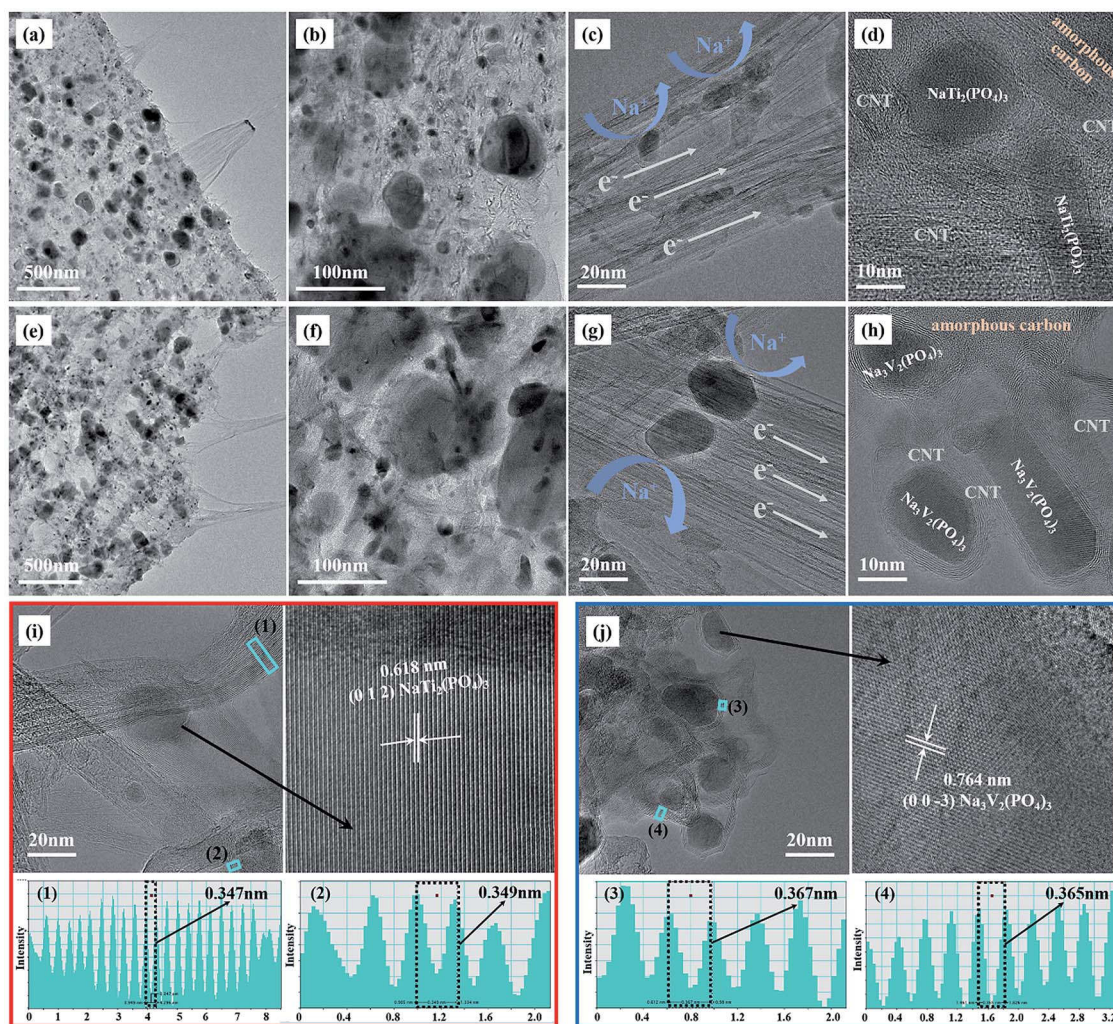 (a)
500nm
(b)
100nm
(c)
Na⁺
Na⁺
e⁻
e⁻
e⁻
20nm
(d)
amorphous
carbon
NaTi₂(PO₄)₃
CNT
CNT
CNT
NaTi₂(PO₄)₃
10nm
(e)
500nm
(f)
100nm
(g)
Na⁺
e⁻
e⁻
Na⁺
e⁻
20nm
(h)
amorphous carbon
Na₃V₂(PO₄)₃
CNT
CNT
CNT
Na₃V₂(PO₄)₃
Na₃V₂(PO₄)₃
10nm
(i)
(1)
20nm
(2)
0.618 nm
(0 1 2) NaTi₂(PO₄)₃
(j)
(3)
(4)
20nm
0.764 nm
(0 0 -3) Na₃V₂(PO₄)₃
(1)
0.347nm
Intensity
0 1 2 3 4 5 6 7 8
(2)
0.349nm
Intensity
0 0.4 0.8 1.2 1.6 2.0
(3)
0.367nm
Intensity
0 0.4 0.8 1.2 1.6 2.0
(4)
0.365nm
Intensity
0 0.4 0.8 1.2 1.6 2.0 2.4 2.8 3.2